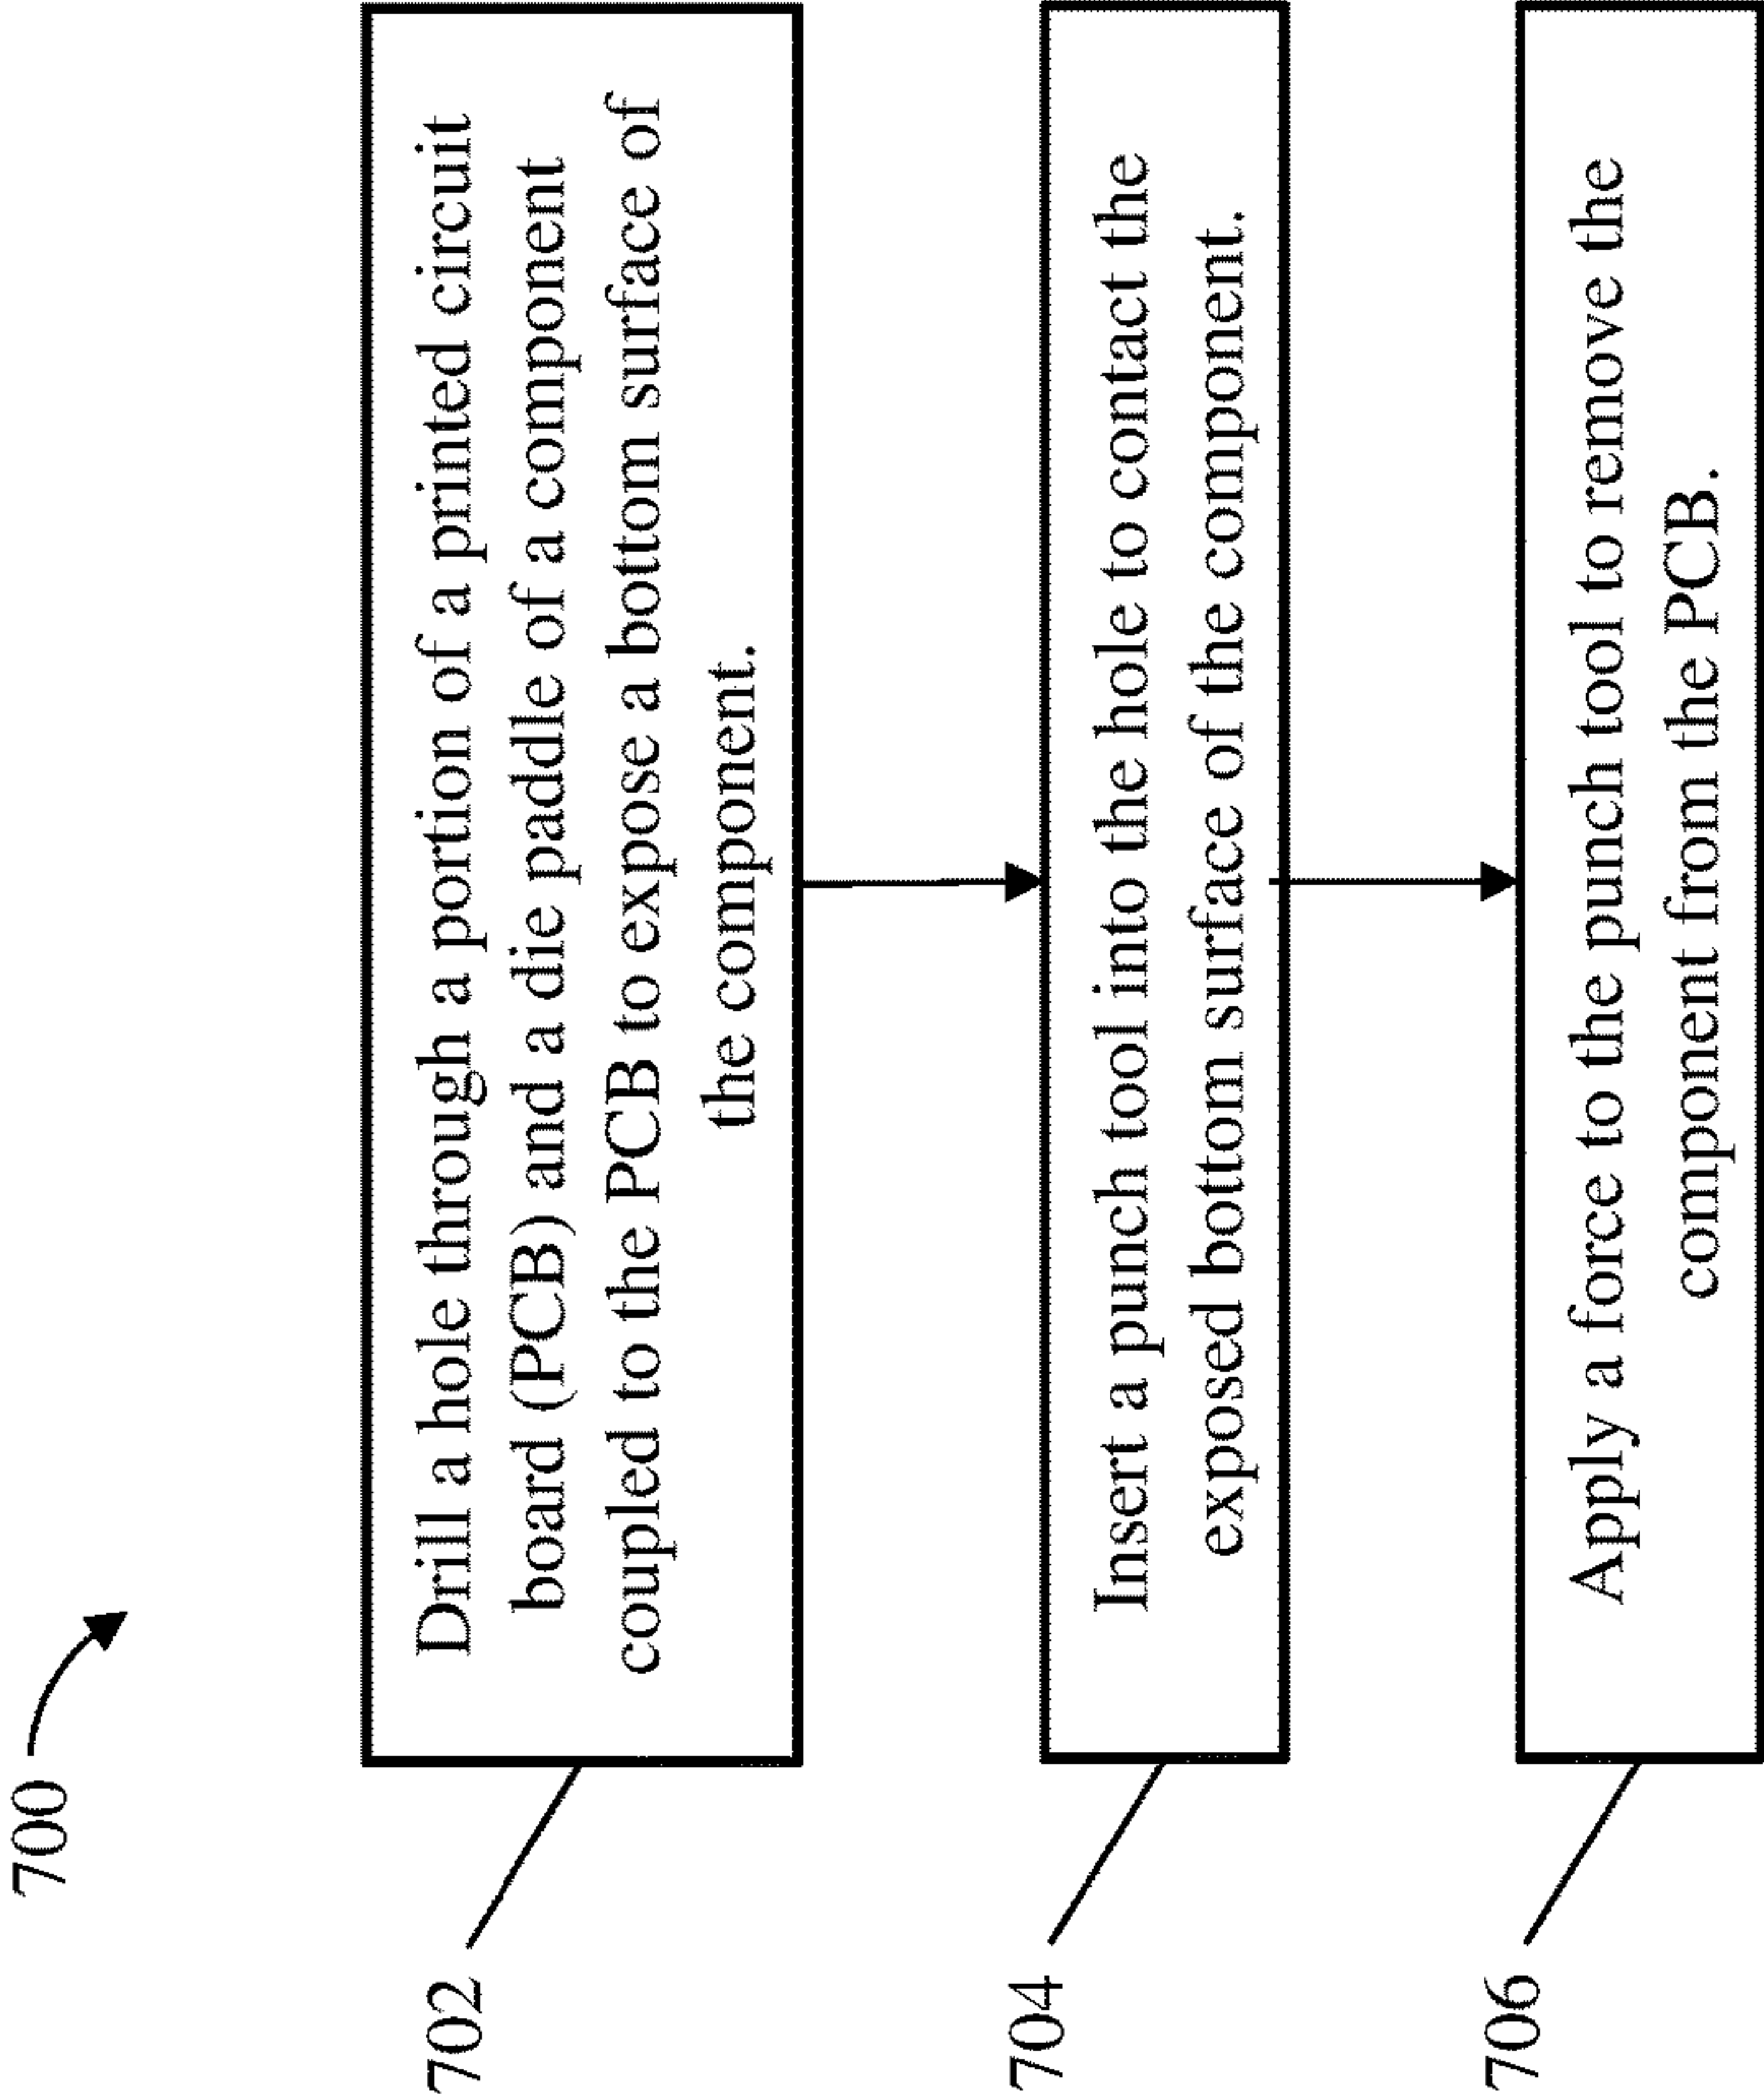 700
702
Drill a hole through a portion of a printed circuit
board (PCB) and a die paddle of a component
coupled to the PCB to expose a bottom surface of
the component.
704
Insert a punch tool into the hole to contact the
exposed bottom surface of the component.
706
Apply a force to the punch tool to remove the
component from the PCB.